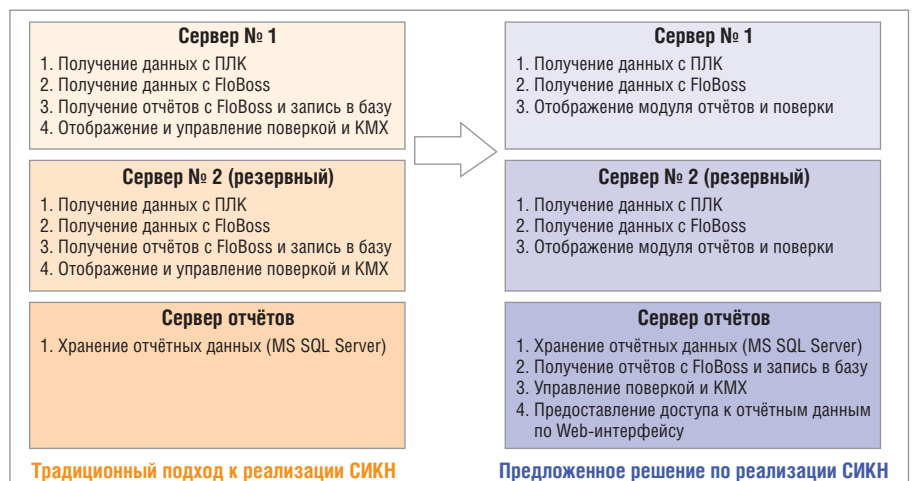 Сервер № 1
1. Получение данных с ПЛК
2. Получение данных с FloBoss
3. Получение отчётов с FloBoss и запись в базу
4. Отображение и управление поверкой и КМХ
Сервер № 2 (резервный)
1. Получение данных с ПЛК
2. Получение данных с FloBoss
3. Получение отчётов с FloBoss и запись в базу
4. Отображение и управление поверкой и КМХ
Сервер отчётов
1. Хранение отчётных данных (MS SQL Server)
Традиционный подход к реализации СИКН
Сервер № 1
1. Получение данных с ПЛК
2. Получение данных с FloBoss
3. Отображение модуля отчётов и поверки
Сервер № 2 (резервный)
1. Получение данных с ПЛК
2. Получение данных с FloBoss
3. Отображение модуля отчётов и поверки
Сервер отчётов
1. Хранение отчётных данных (MS SQL Server)
2. Получение отчётов с FloBoss и запись в базу
3. Управление поверкой и КМХ
4. Предоставление доступа к отчётным данным
по Web-интерфейсу
Предложенное решение по реализации СИКН